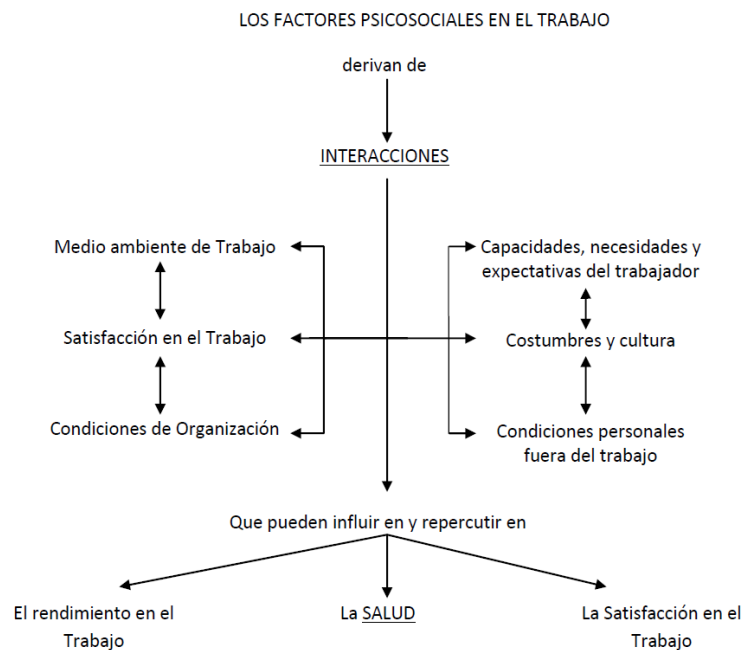 LOS FACTORES PSICOSOCIALES EN EL TRABAJO
derivan de
INTERACCIONES
Medio ambiente de Trabajo
Satisfacción en el Trabajo
Condiciones de Organización
Capacidades, necesidades y
expectativas del trabajador
Costumbres y cultura
Condiciones personales
fuera del trabajo
Que pueden influir en y repercutir en
El rendimiento en el
Trabajo
La SALUD
La Satisfacción en el
Trabajo